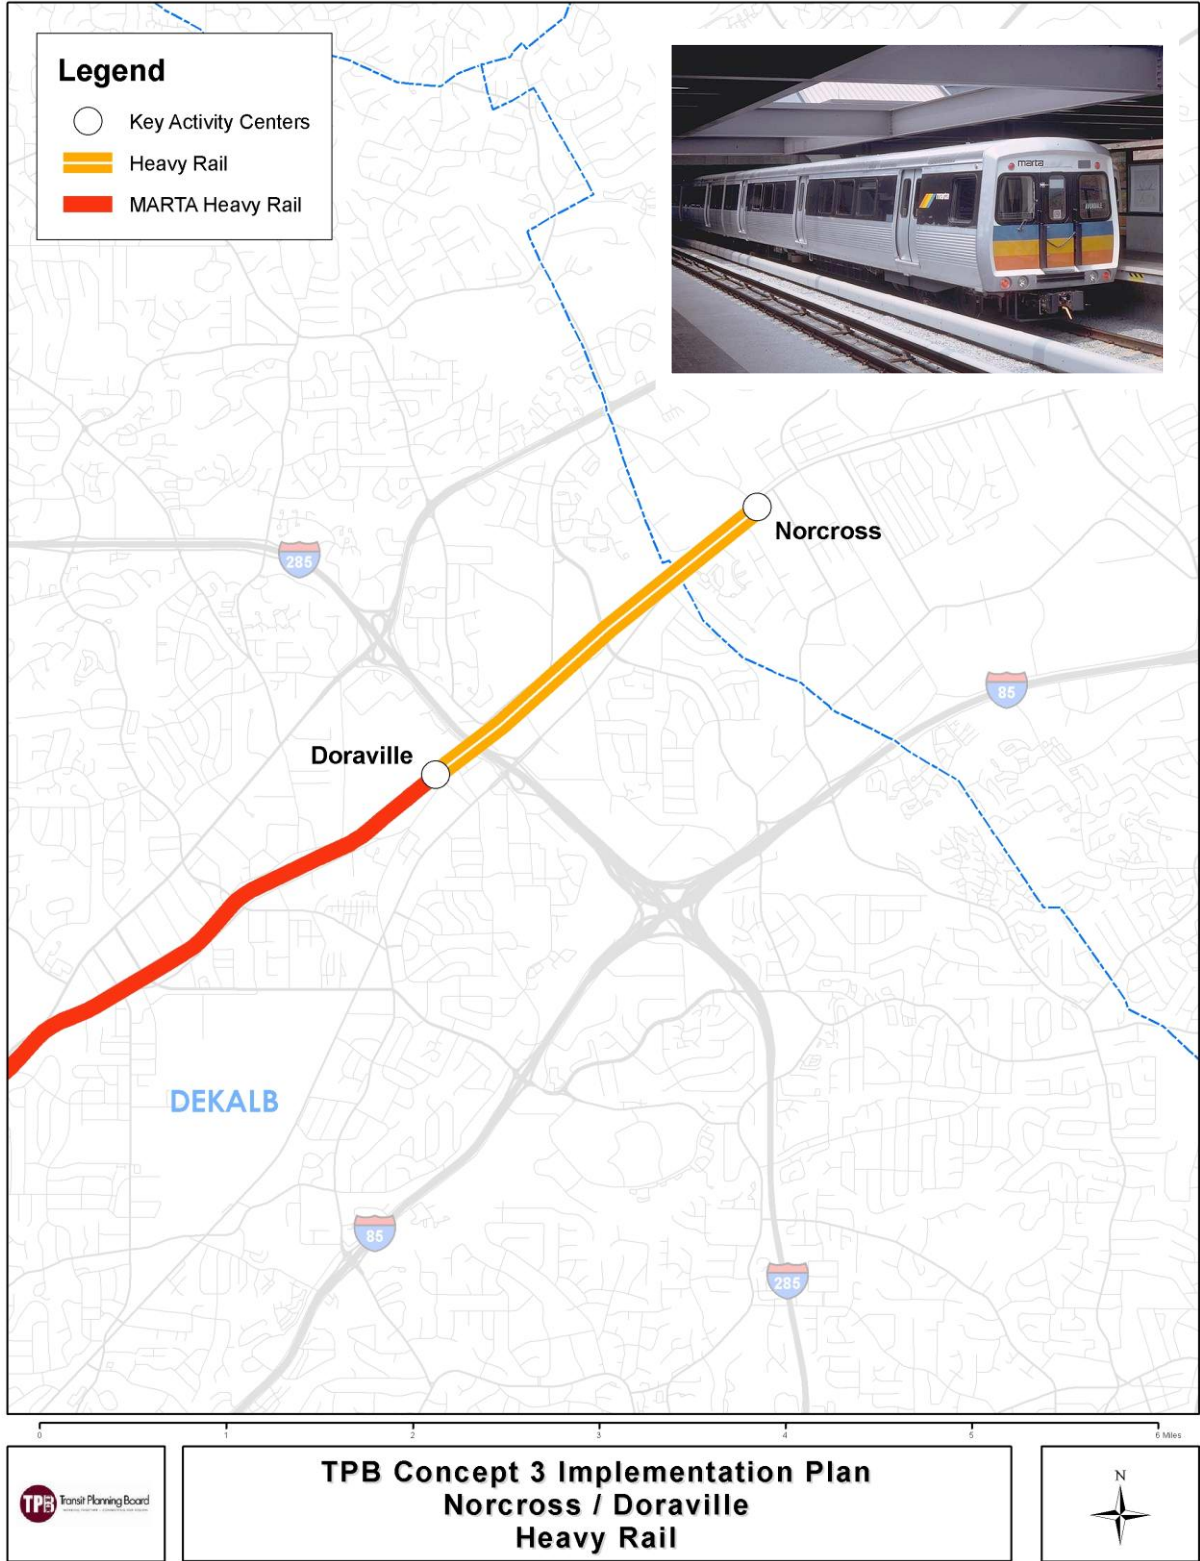 Legend
Key Activity Centers
Heavy Rail
MARTA Heavy Rail
marta
marta
285
Norcross
85
Doraville
DEKALB
85
285
0 1 2 3 4 5 6 Miles
TPB Transit Planning Board
TPB Concept 3 Implementation Plan
Norcross / Doraville
Heavy Rail
N